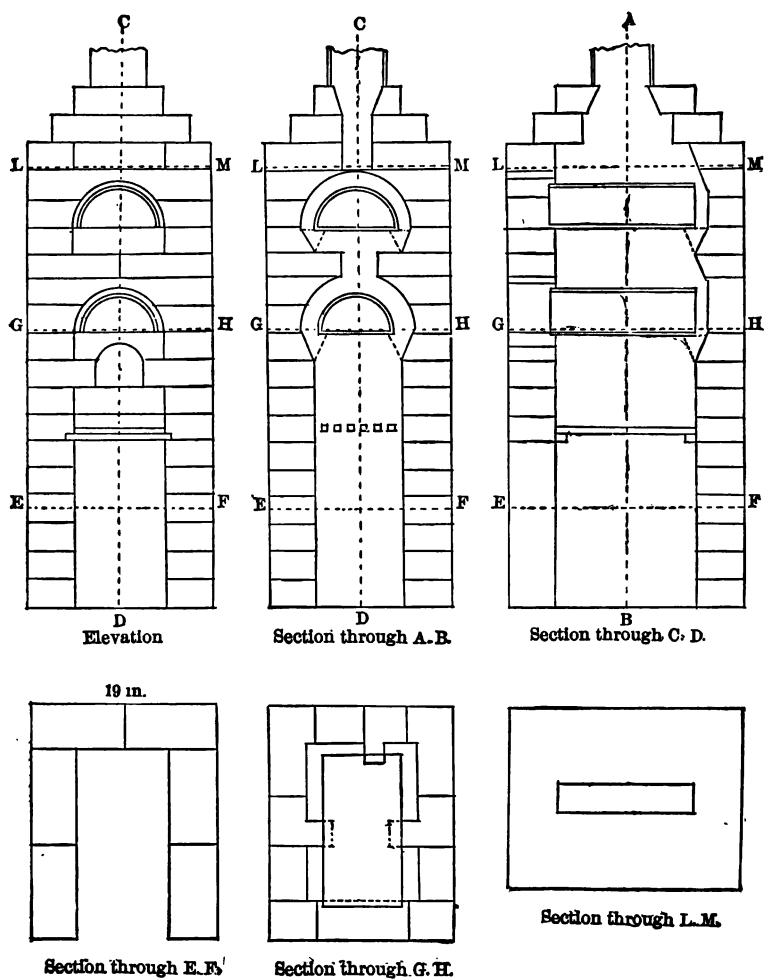 C C A
L M L M L M
G H G H G H
E F E F E F
D D B
Elevation Section through A.B. Section through C. D.
19 in.
Section through E.F. Section through G.H. Section through L.M.